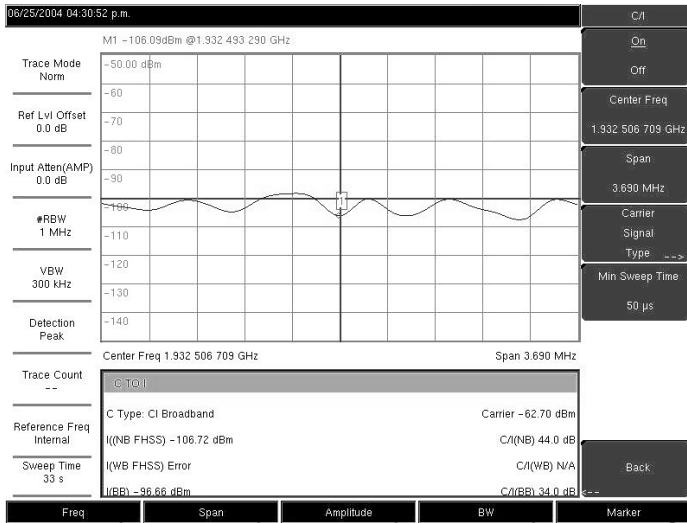 06/25/2004 04:30:52 p.m.
C/I
M1 -106.09dBm @1.932 493 290 GHz
On
Off
Trace Mode
Norm
Ref Lvl Offset
0.0 dB
Input Atten(AMP)
0.0 dB
#RBW
1 MHz
VBW
300 kHz
Detection
Peak
Trace Count
--
Reference Freq
Internal
Sweep Time
33 s
-50.00 dBm
-60
-70
-80
-90
-100
-110
-120
-130
-140
1
Center Freq 1.932 506 709 GHz
Span 3.690 MHz
C TO I
C Type: CI Broadband
Carrier -62.70 dBm
I((NB FHSS) -106.72 dBm
C/I(NB) 44.0 dB
I(WB FHSS) Error
C/I(WB) N/A
I(BB) -96.66 dBm
C/I(BB) 34.0 dB
Center Freq
1.932 506 709 GHz
Span
3.690 MHz
Carrier
Signal
Type -->
Min Sweep Time
50 µs
Back
<--
Freq
Span
Amplitude
BW
Marker